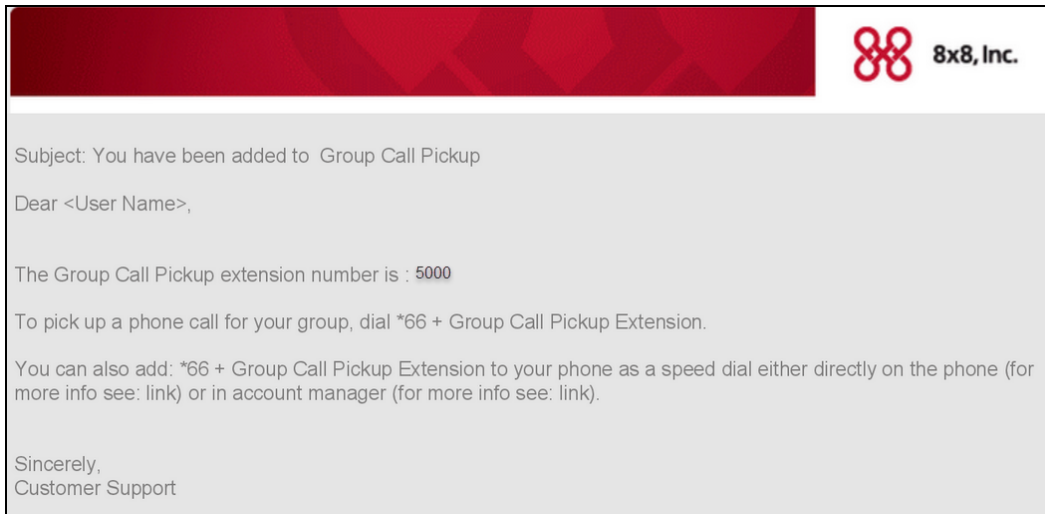 8x8, Inc.
Subject: You have been added to Group Call Pickup
Dear <User Name>,
The Group Call Pickup extension number is : 5000
To pick up a phone call for your group, dial *66 + Group Call Pickup Extension.
You can also add: *66 + Group Call Pickup Extension to your phone as a speed dial either directly on the phone (for
more info see: link) or in account manager (for more info see: link).
Sincerely,
Customer Support